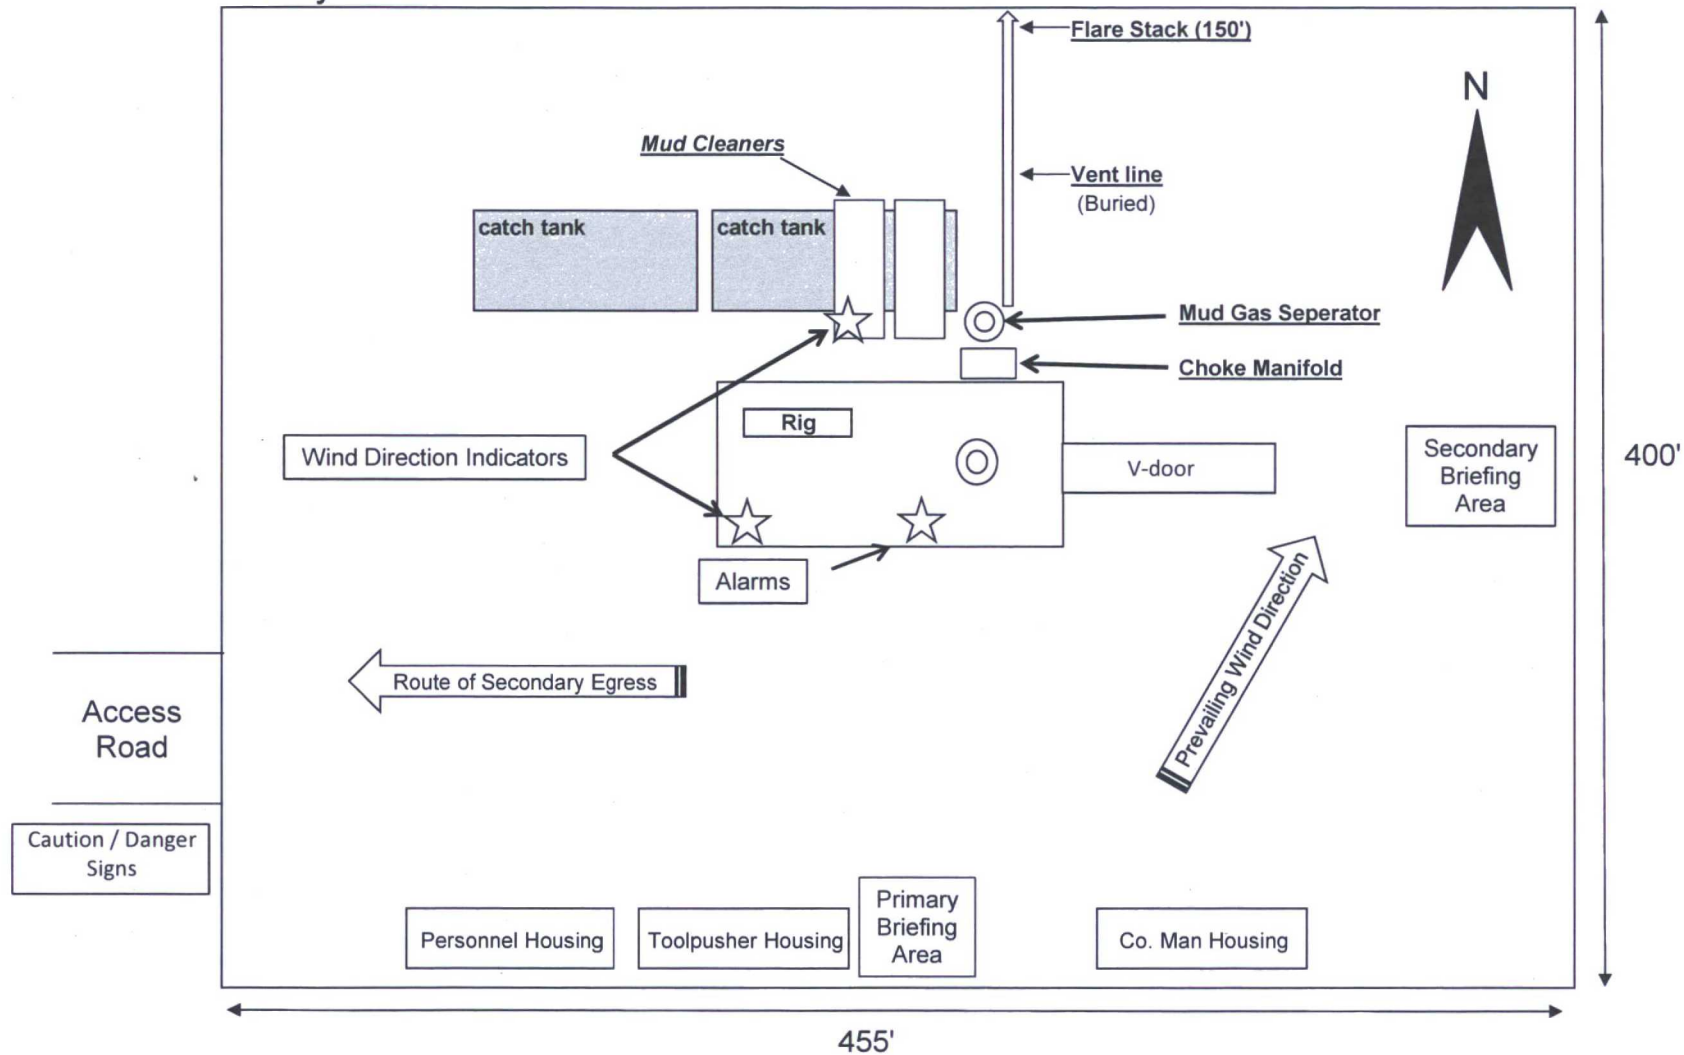 Flare Stack (150')
N
Mud Cleaners
Vent line
(Buried)
catch tank
catch tank
Mud Gas Seperator
Choke Manifold
Rig
Wind Direction Indicators
V-door
Secondary
Briefing
Area
400'
Alarms
Prevailing Wind Direction
Route of Secondary Egress
Access
Road
Caution / Danger
Signs
Personnel Housing
Toolpusher Housing
Primary
Briefing
Area
Co. Man Housing
455'